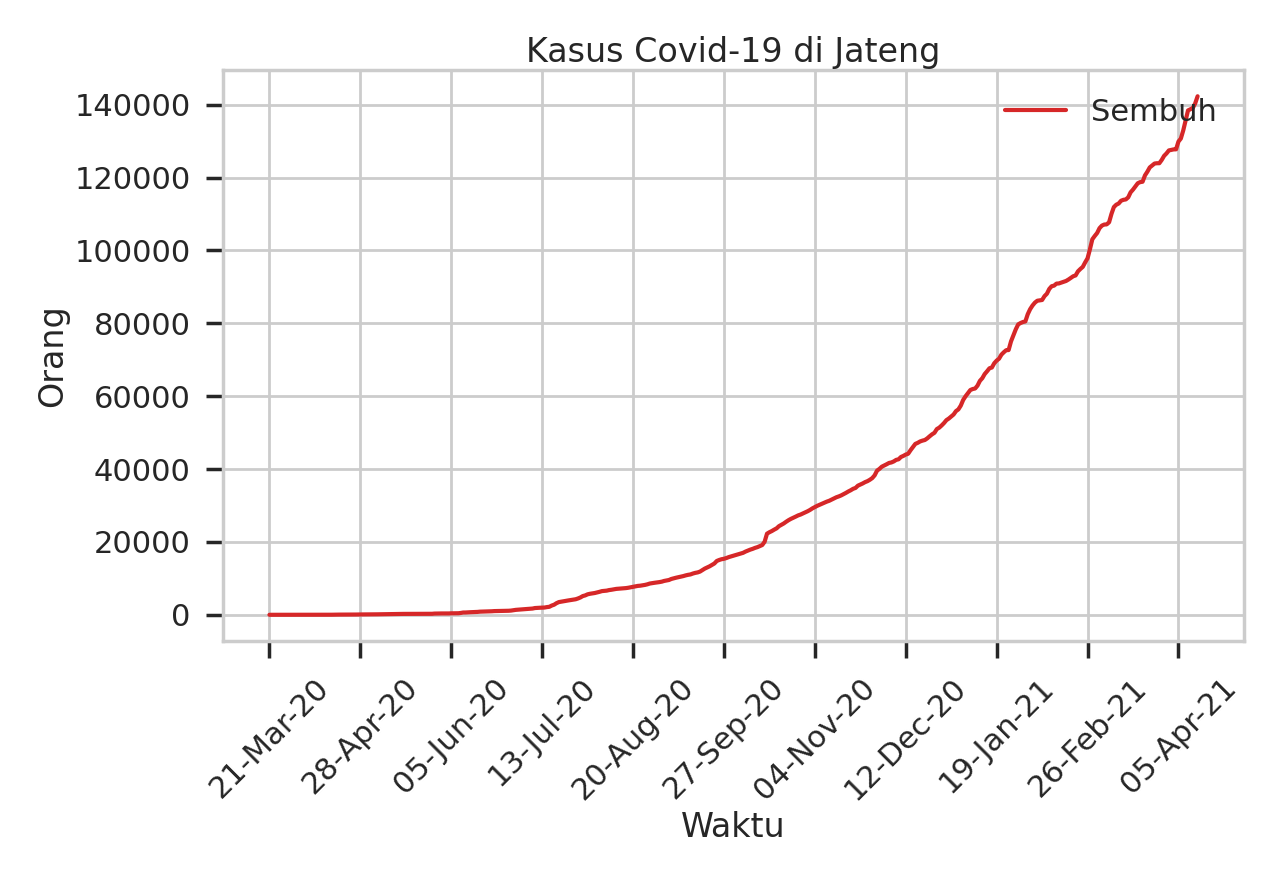 Kasus Covid-19 di Jateng
Sembuh
Orang
140000
120000
100000
80000
60000
40000
20000
0
21-Mar-20
28-Apr-20
05-Jun-20
13-Jul-20
20-Aug-20
27-Sep-20
04-Nov-20
12-Dec-20
19-Jan-21
26-Feb-21
05-Apr-21
Waktu